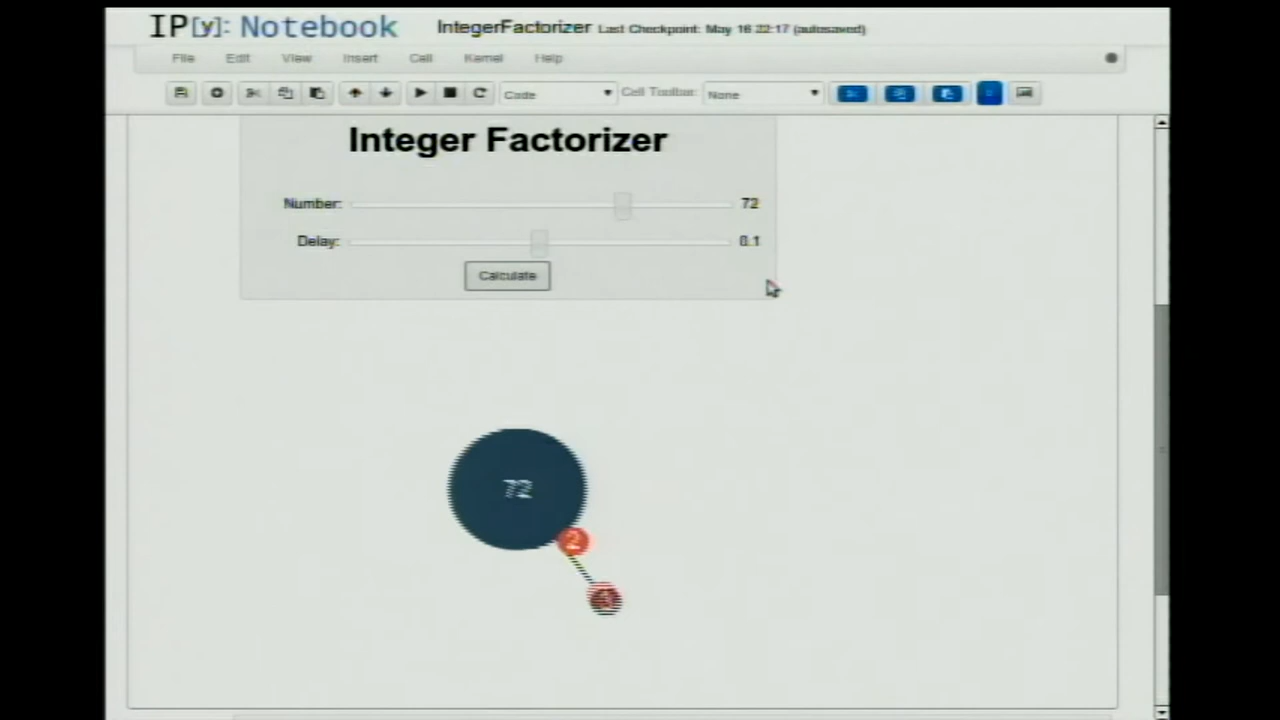 IP[y]: Notebook IntegerFactorizer Last Checkpoint: May 16 22:17 (autosaved)
File Edit View Insert Cell Kernel Help
Code Cell Toolbar: None
Integer Factorizer
Number: 72
Delay: 0.1
Calculate
72
2